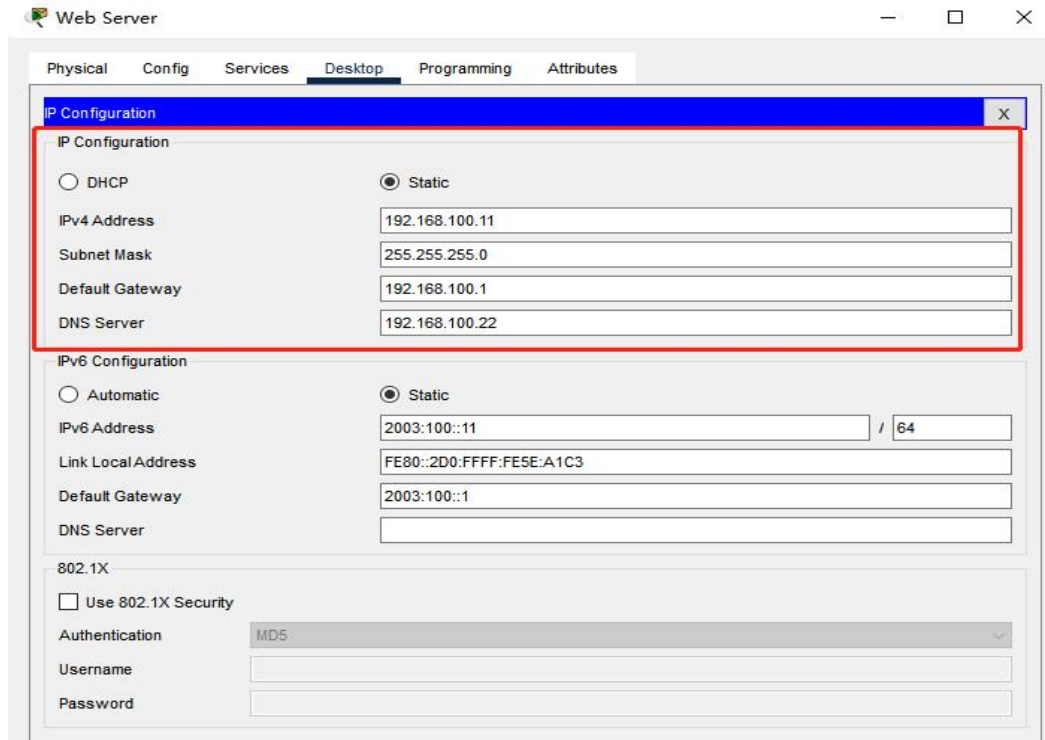 Web Server
Physical Config Services Desktop Programming Attributes
IP Configuration X
IP Configuration
DHCP Static
IPv4 Address 192.168.100.11
Subnet Mask 255.255.255.0
Default Gateway 192.168.100.1
DNS Server 192.168.100.22
IPv6 Configuration
Automatic Static
IPv6 Address 2003:100::11 / 64
Link Local Address FE80::2D0:FFFF:FE5E:A1C3
Default Gateway 2003:100::1
DNS Server
802.1X
Use 802.1X Security
Authentication MD5
Username
Password